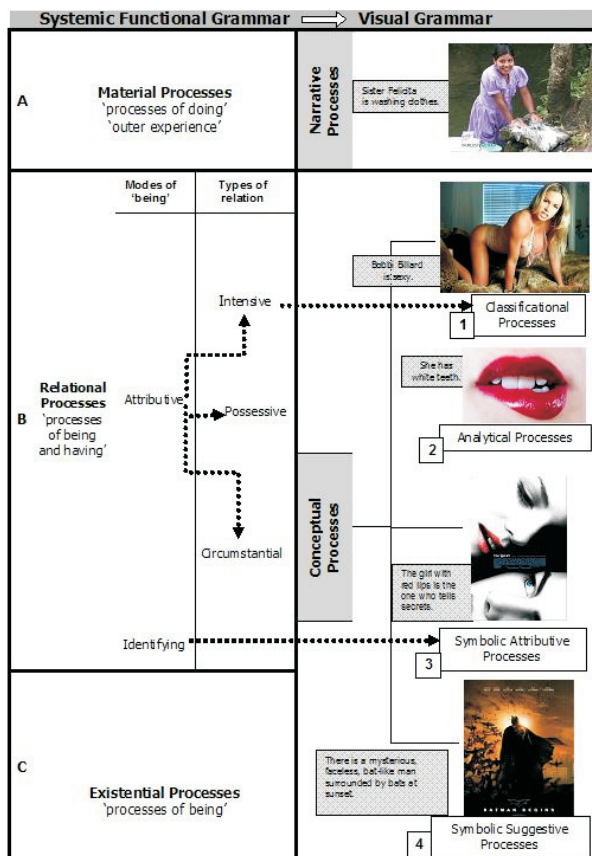 Systemic Functional Grammar
Visual Grammar
A
Material Processes
'processes of doing'
'outer experience'
Narrative
Processes
Sister Felicita
is washing clothes.
B
Relational
Processes
'processes
of being
and having'
Modes of
'being'
Types of
relation
Attributive
Intensive
Possessive
Circumstantial
Identifying
Conceptual
Processes
Bobby Billard
is sexy.
1
Classificational
Processes
She has
white teeth.
2
Analytical Processes
The girl with
red lips is the
one who tells
secrets.
3
Symbolic Attributive
Processes
C
Existential Processes
'processes of being'
There is a mysterious,
faceless, bat-like man
surrounded by bats at
sunset.
BATMAN BEGINS
4
Symbolic Suggestive
Processes